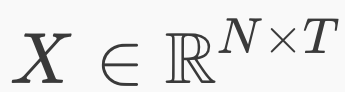 X ∈ ℝ^{N×T}